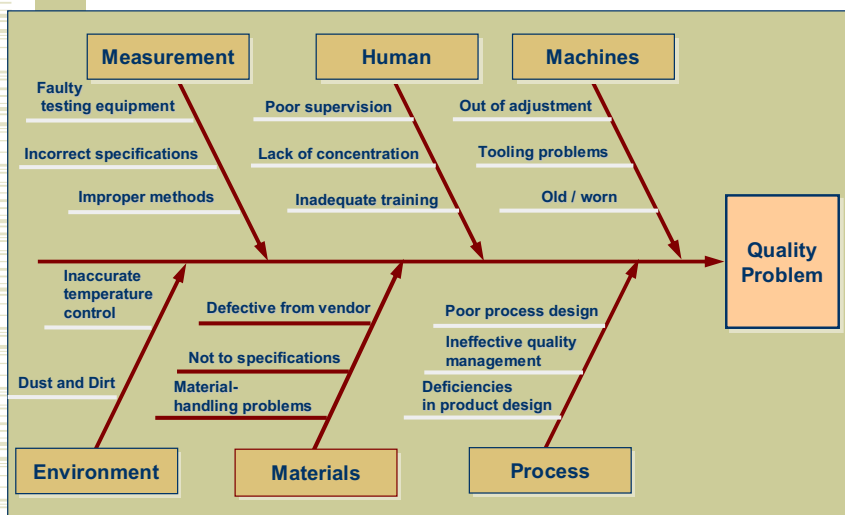 Measurement
Human
Machines
Faulty
testing equipment
Incorrect specifications
Improper methods
Poor supervision
Lack of concentration
Inadequate training
Out of adjustment
Tooling problems
Old / worn
Quality
Problem
Inaccurate
temperature
control
Dust and Dirt
Defective from vendor
Not to specifications
Material-
handling problems
Poor process design
Ineffective quality
management
Deficiencies
in product design
Environment
Materials
Process